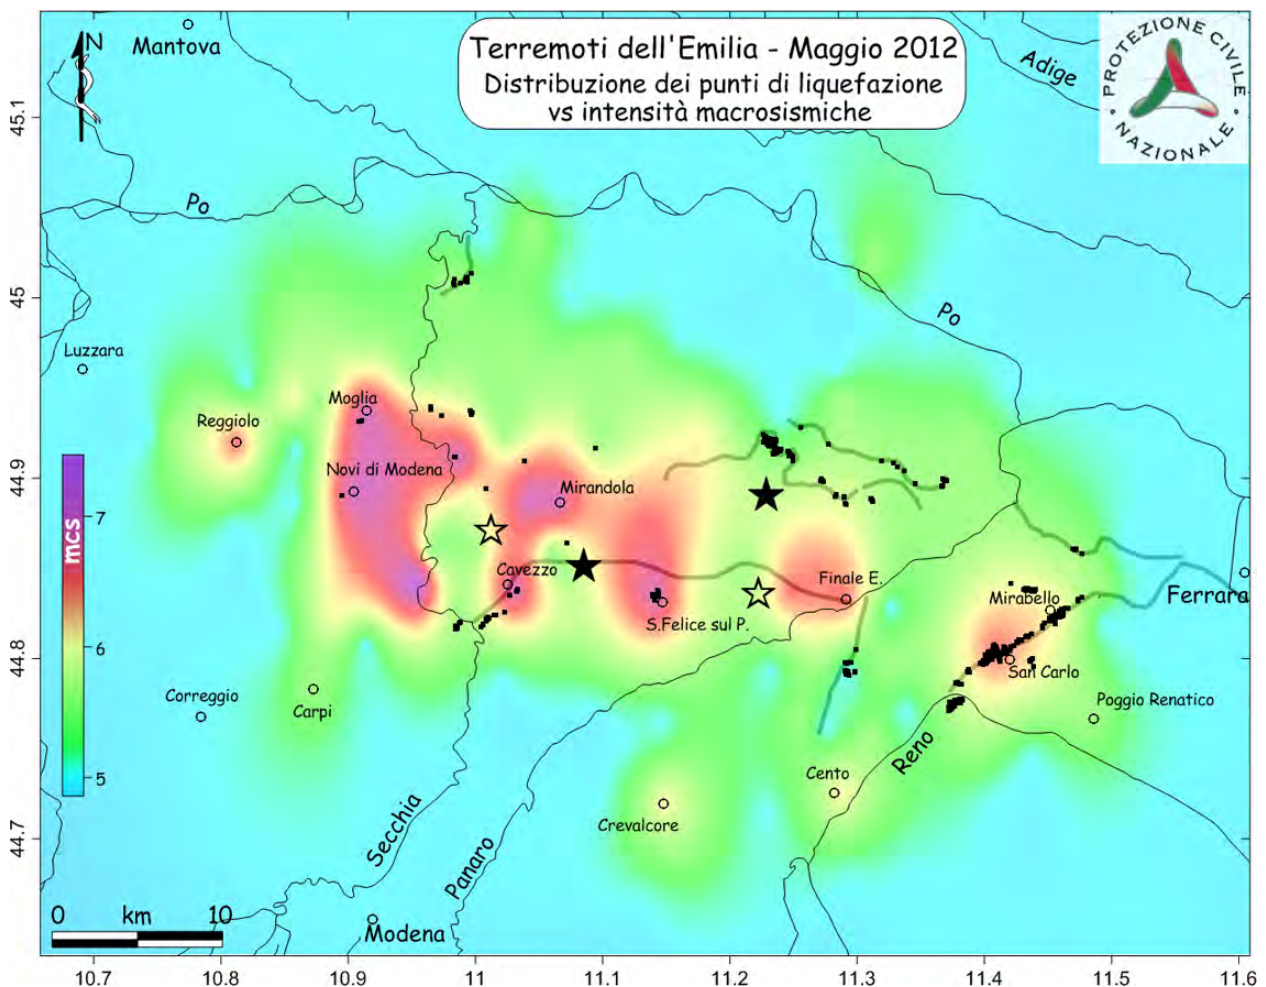 Terremoti dell'Emilia - Maggio 2012
Distribuzione dei punti di liquefazione
vs intensità macrosismiche
PROTEZIONE CIVILE
NAZIONALE
N
Mantova
Adige
Po
Po
Luzzara
Reggiolo
Moglia
Novi di Modena
Mirandola
Cavezzo
Finale E.
S.Felice sul P.
Mirabello
Ferrara
San Carlo
Poggio Renatico
Correggio
Carpi
Cento
Reno
Crevalcore
Secchia
Panaro
Modena
mcs
7
6
5
0 km 10
45.1
45
44.9
44.8
44.7
10.7 10.8 10.9 11 11.1 11.2 11.3 11.4 11.5 11.6